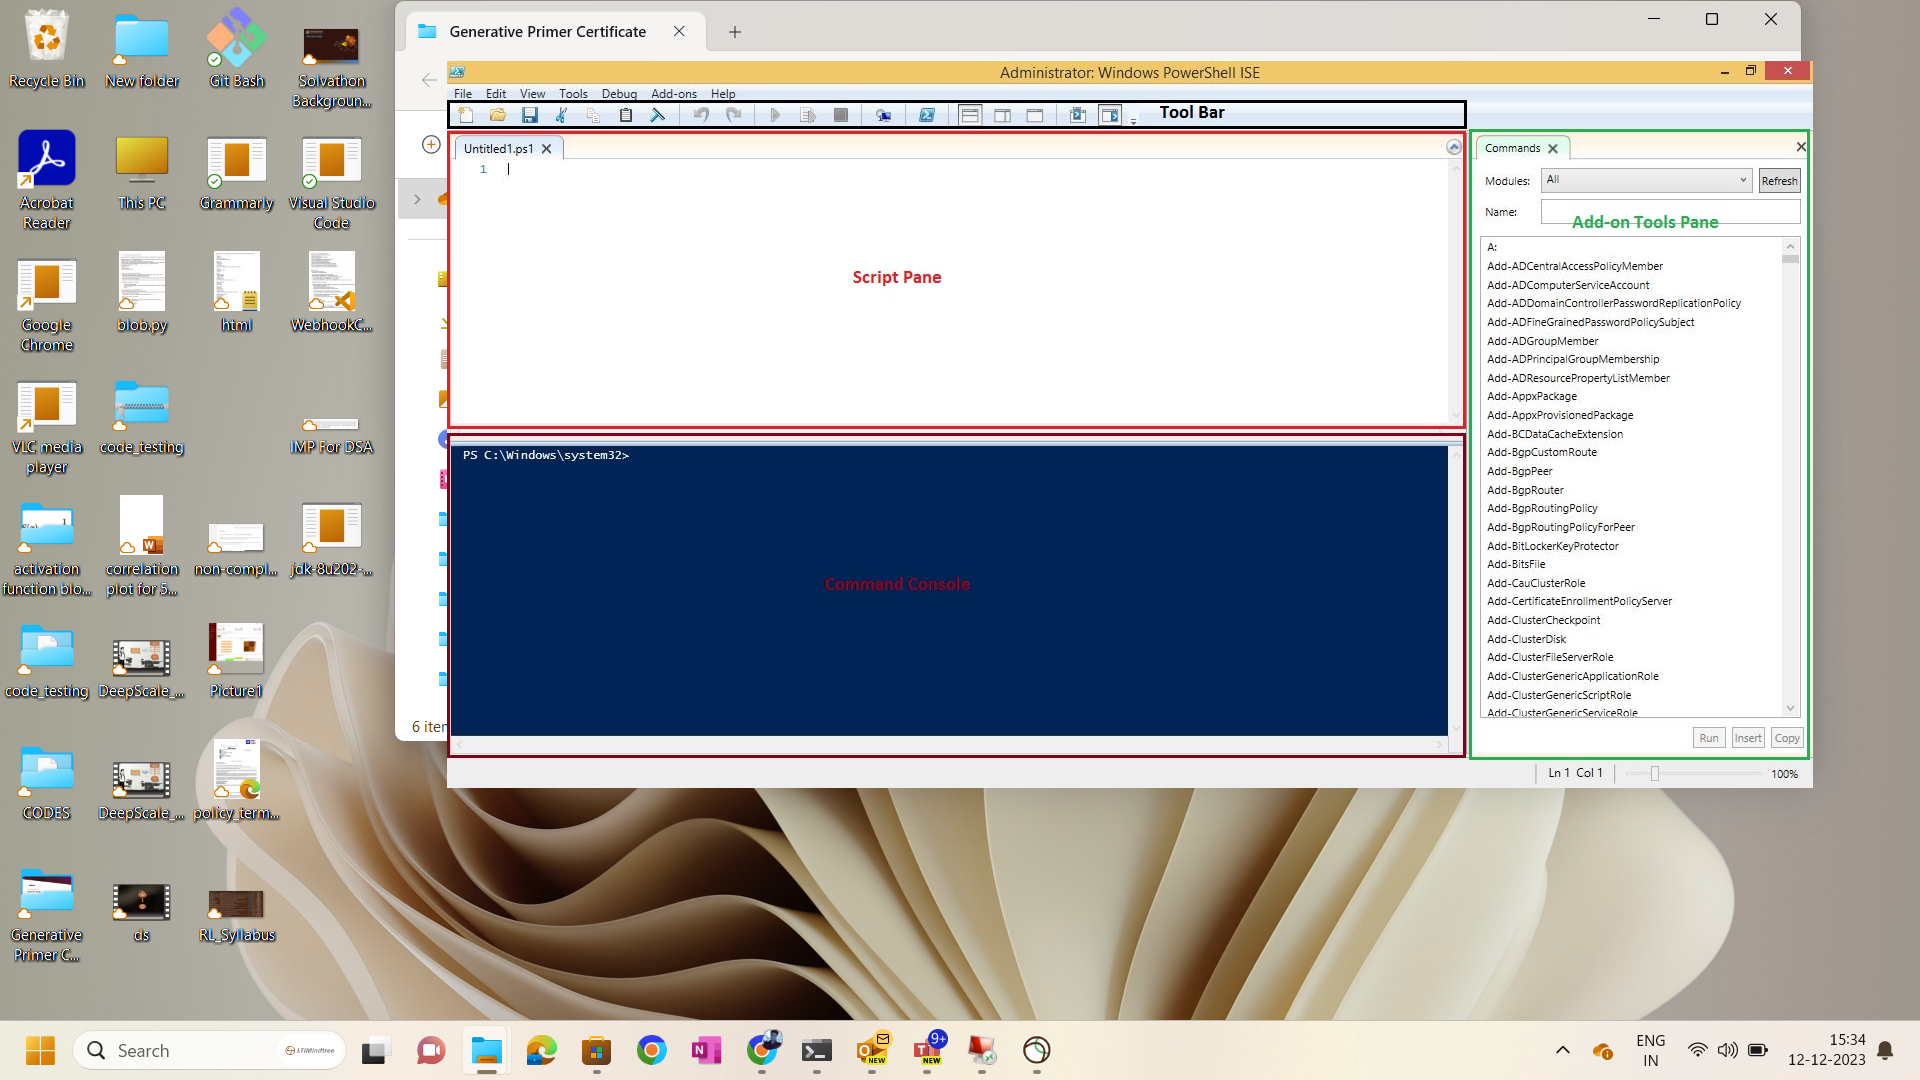 Recycle Bin
New folder
Git Bash
Solvathon
Backgroun...
Acrobat
Reader
This PC
Grammarly
Visual Studio
Code
Google
Chrome
blob.py
html
WebhookC...
VLC media
player
code_testing
IMP For DSA
activation
function blo...
correlation
plot for 5...
non-compl...
jdk-8u202-...
code_testing
DeepScale_...
Picture1
CODES
DeepScale_...
policy_term...
Generative
Primer C...
ds
RL_Syllabus
Generative Primer Certificate
6 item
Administrator: Windows PowerShell ISE
File Edit View Tools Debug Add-ons Help
Tool Bar
Untitled1.ps1
1
Script Pane
PS C:\Windows\system32>
Command Console
Commands
Modules: All Refresh
Name:
Add-on Tools Pane
A:
Add-ADCentralAccessPolicyMember
Add-ADComputerServiceAccount
Add-ADDomainControllerPasswordReplicationPolicy
Add-ADFineGrainedPasswordPolicySubject
Add-ADGroupMember
Add-ADPrincipalGroupMembership
Add-ADResourcePropertyListMember
Add-AppxPackage
Add-AppxProvisionedPackage
Add-BCDataCacheExtension
Add-BgpCustomRoute
Add-BgpPeer
Add-BgpRouter
Add-BgpRoutingPolicy
Add-BgpRoutingPolicyForPeer
Add-BitLockerKeyProtector
Add-BitsFile
Add-CauClusterRole
Add-CertificateEnrollmentPolicyServer
Add-ClusterCheckpoint
Add-ClusterDisk
Add-ClusterFileServerRole
Add-ClusterGenericApplicationRole
Add-ClusterGenericScriptRole
Add-ClusterGenericServiceRole
Run Insert Copy
Ln 1 Col 1 100%
Search
LTIMindtree
NEW
9+
NEW
ENG
IN
15:34
12-12-2023